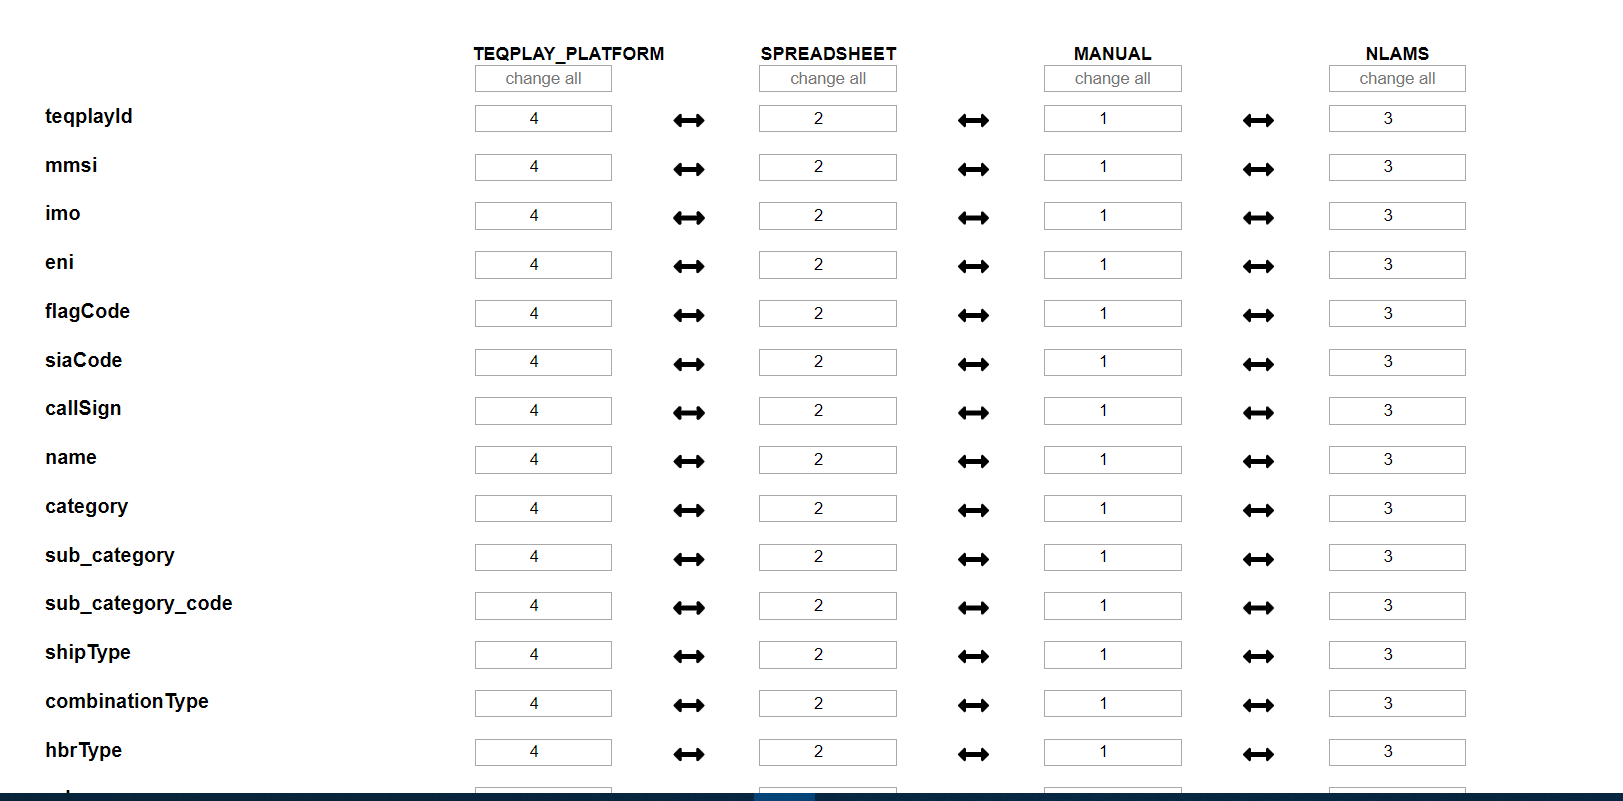 TEQPLAY_PLATFORM SPREADSHEET MANUAL NLAMS
change all change all change all change all
teqplayId 4 2 1 3
mmsi 4 2 1 3
imo 4 2 1 3
eni 4 2 1 3
flagCode 4 2 1 3
siaCode 4 2 1 3
callSign 4 2 1 3
name 4 2 1 3
category 4 2 1 3
sub_category 4 2 1 3
sub_category_code 4 2 1 3
shipType 4 2 1 3
combinationType 4 2 1 3
hbrType 4 2 1 3